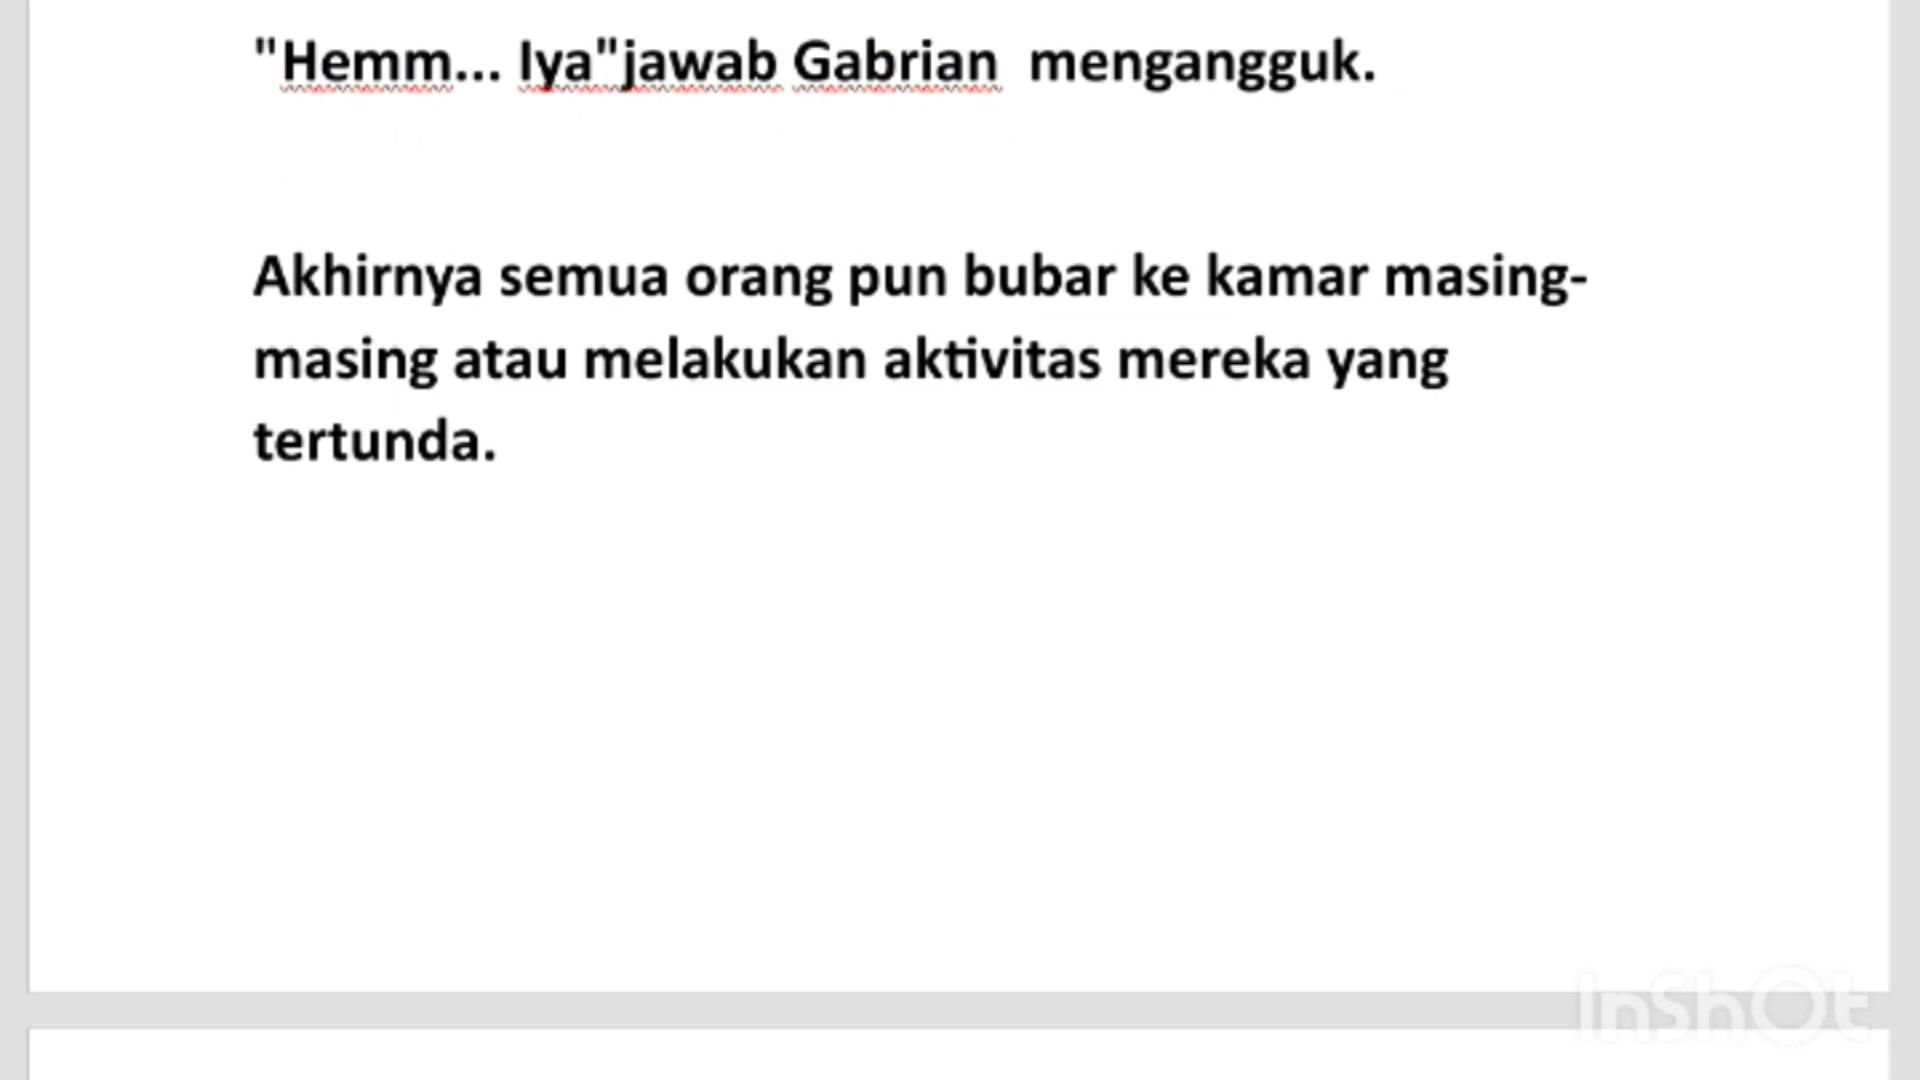 "Hemm... Iya"jawab Gabrian  mengangguk.
Akhirnya semua orang pun bubar ke kamar masing-
masing atau melakukan aktivitas mereka yang
tertunda.
InShOt